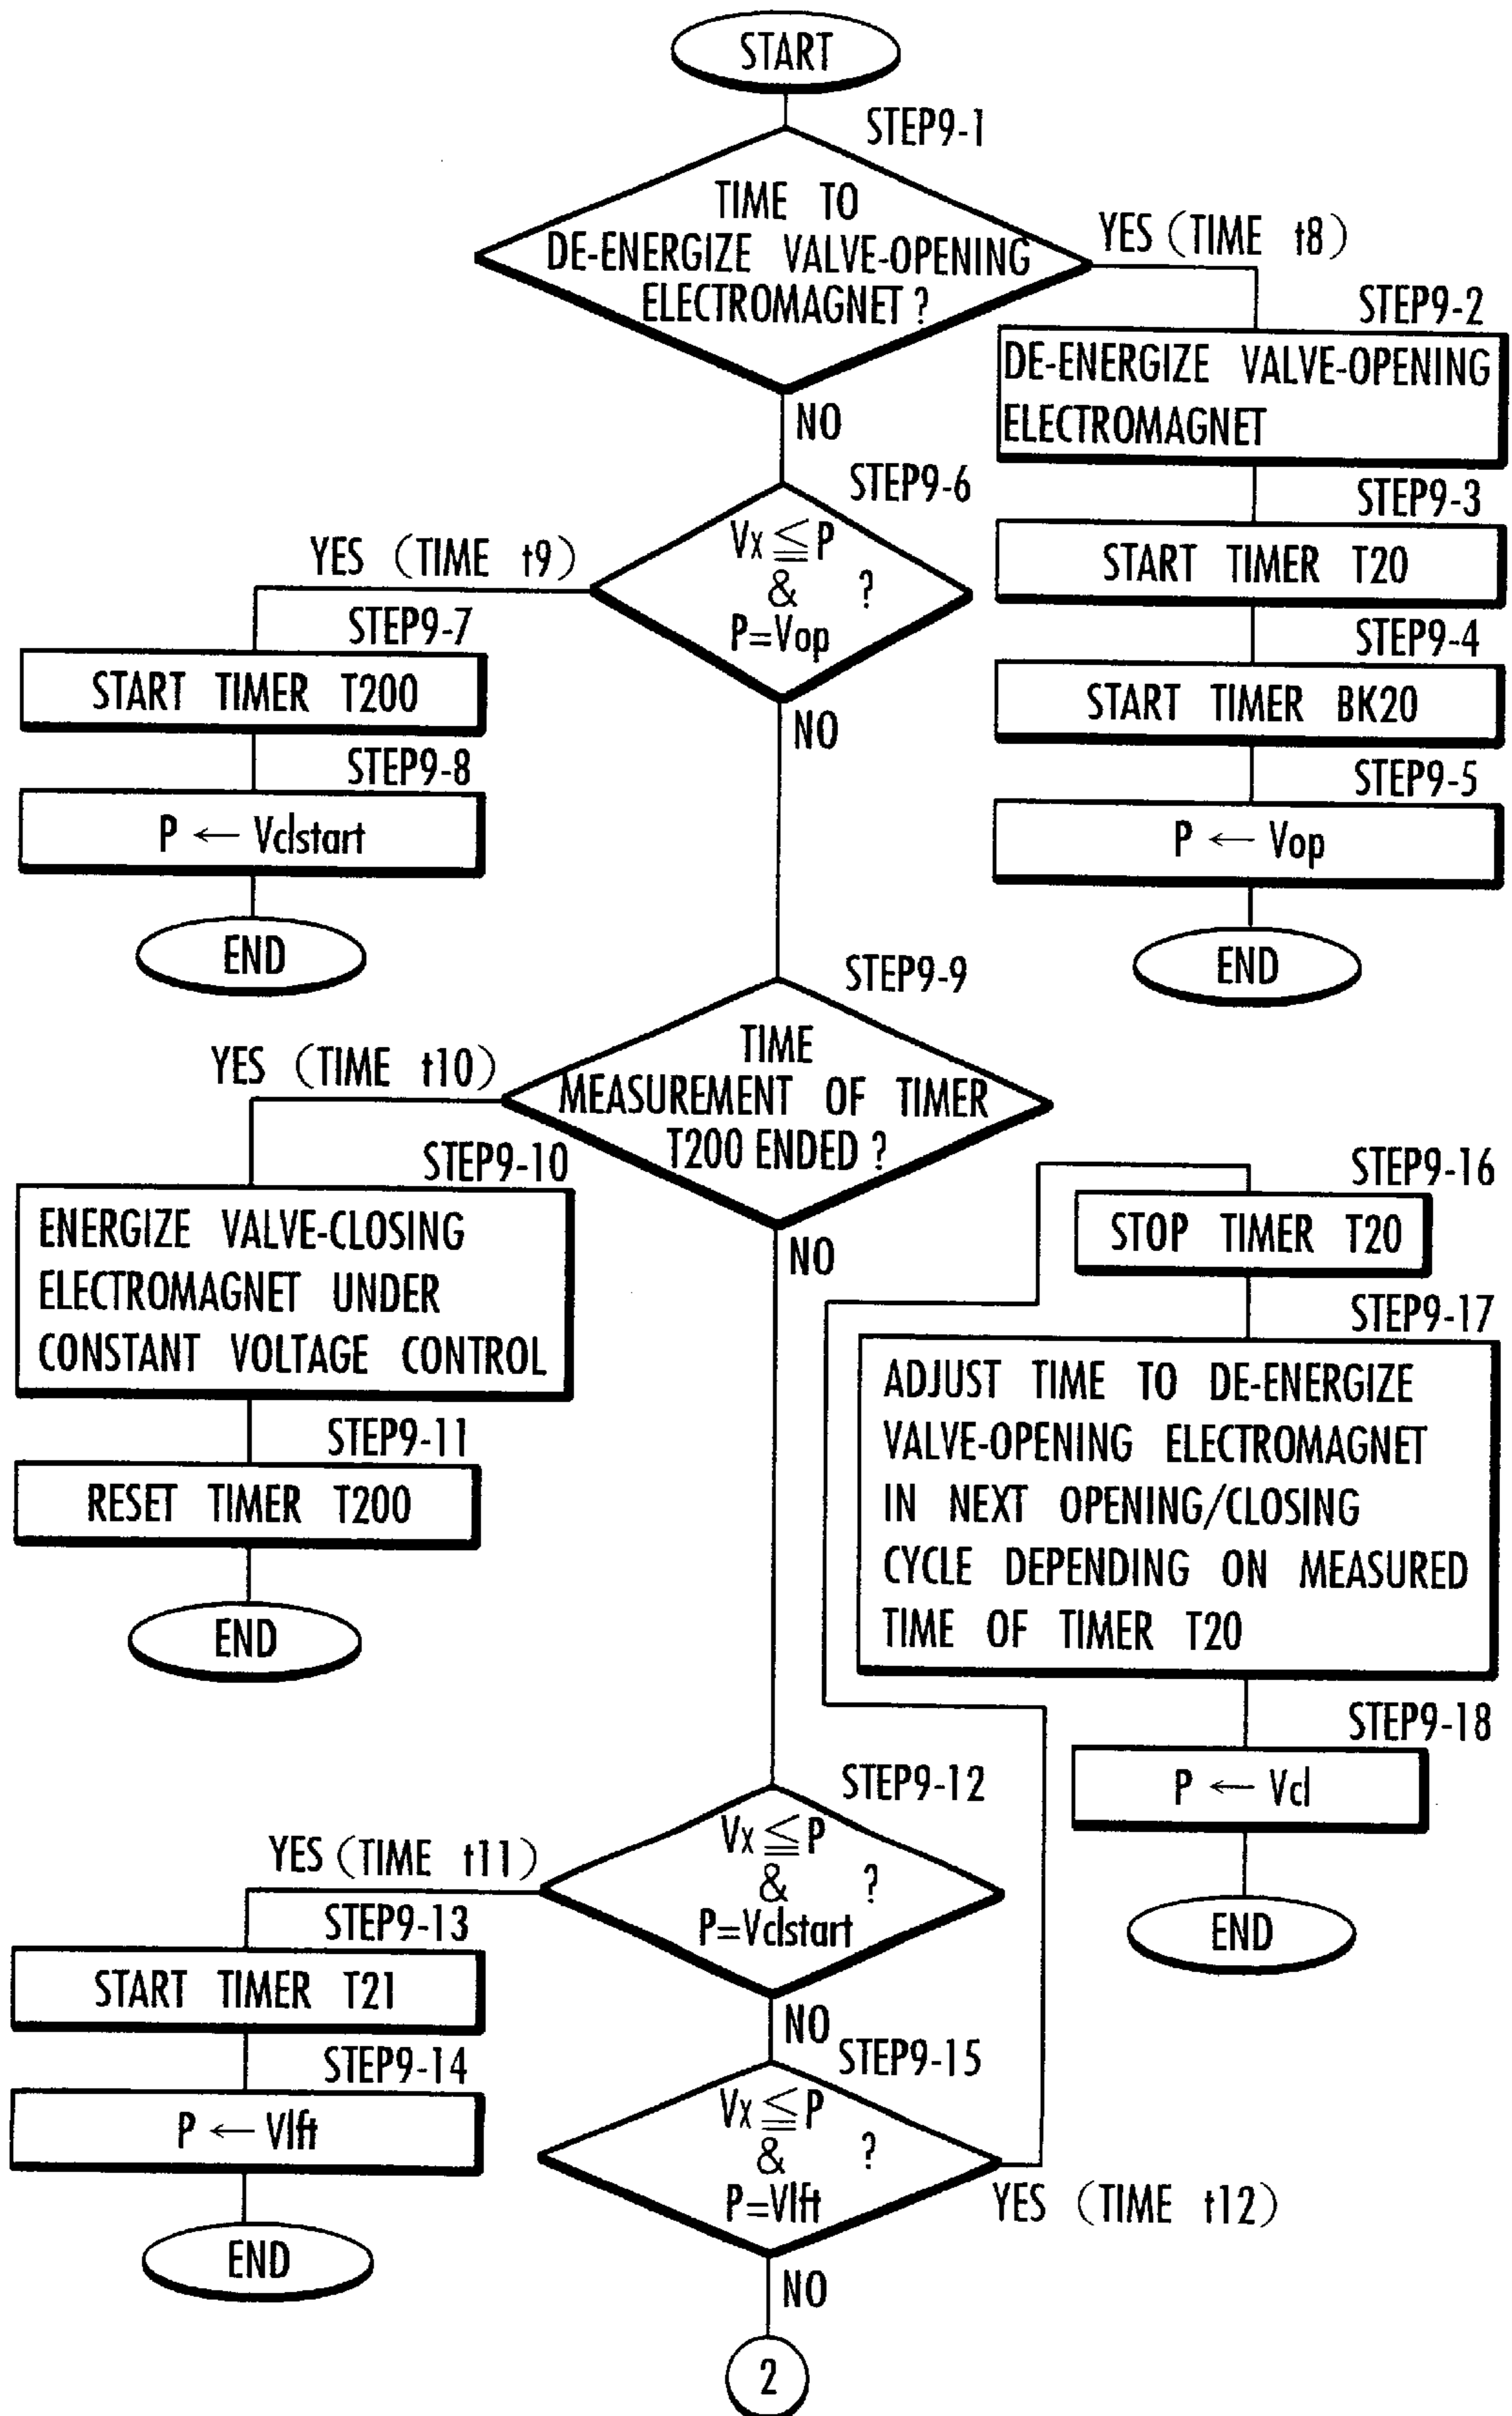 START
STEP9-1
TIME TO
DE-ENERGIZE VALVE-OPENING
ELECTROMAGNET ?
YES (TIME t8)
NO
STEP9-2
DE-ENERGIZE VALVE-OPENING
ELECTROMAGNET
STEP9-3
START TIMER T20
STEP9-4
START TIMER BK20
STEP9-5
P ← Vop
END
STEP9-6
Vx ≦ P
& ?
P=Vop
YES (TIME t9)
NO
STEP9-7
START TIMER T200
STEP9-8
P ← Vclstart
END
STEP9-9
TIME
MEASUREMENT OF TIMER
T200 ENDED ?
YES (TIME t10)
NO
STEP9-10
ENERGIZE VALVE-CLOSING
ELECTROMAGNET UNDER
CONSTANT VOLTAGE CONTROL
STEP9-11
RESET TIMER T200
END
STEP9-12
Vx ≦ P
& ?
P=Vclstart
YES (TIME t11)
NO
STEP9-13
START TIMER T21
STEP9-14
P ← Vlft
END
STEP9-15
Vx ≦ P
& ?
P=Vlft
YES (TIME t12)
NO
2
STEP9-16
STOP TIMER T20
STEP9-17
ADJUST TIME TO DE-ENERGIZE
VALVE-OPENING ELECTROMAGNET
IN NEXT OPENING/CLOSING
CYCLE DEPENDING ON MEASURED
TIME OF TIMER T20
STEP9-18
P ← Vcl
END